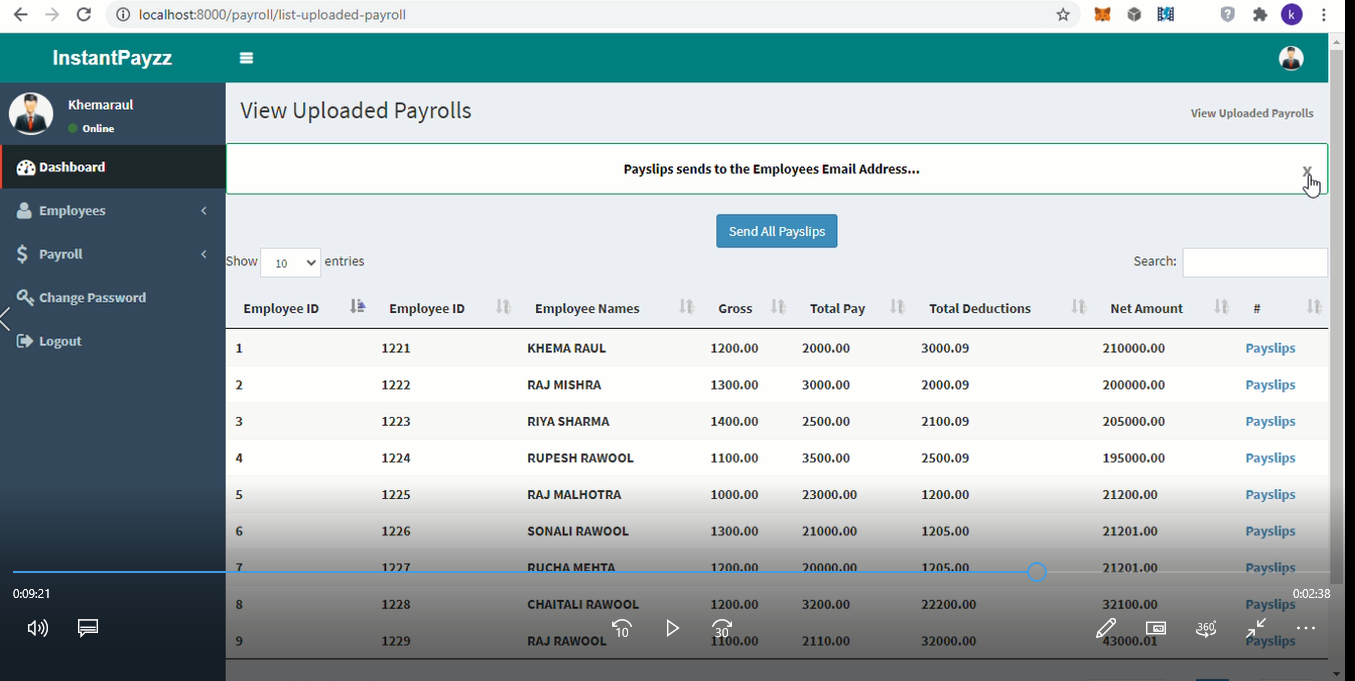 localhost:8000/payroll/list-uploaded-payroll
k
InstantPayzz
Khemaraul
Online
Dashboard
Employees
Payroll
Change Password
Logout
View Uploaded Payrolls
View Uploaded Payrolls
Payslips sends to the Employees Email Address...
x
Send All Payslips
Show 10 entries
Search:
Employee ID Employee ID Employee Names Gross Total Pay Total Deductions Net Amount #
1 1221 KHEMA RAUL 1200.00 2000.00 3000.09 210000.00 Payslips
2 1222 RAJ MISHRA 1300.00 3000.00 2000.09 200000.00 Payslips
3 1223 RIYA SHARMA 1400.00 2500.00 2100.09 205000.00 Payslips
4 1224 RUPESH RAWOOL 1100.00 3500.00 2500.09 195000.00 Payslips
5 1225 RAJ MALHOTRA 1000.00 23000.00 1200.00 21200.00 Payslips
6 1226 SONALI RAWOOL 1300.00 21000.00 1205.00 21201.00 Payslips
7 1227 RUCHA MEHTA 1200.00 20000.00 1205.00 21201.00 Payslips
8 1228 CHAITALI RAWOOL 1200.00 3200.00 22200.00 32100.00 Payslips
9 1229 RAJ RAWOOL 1100.00 2110.00 32000.00 43000.01 Payslips
0:09:21
0:02:38
10
30
360°